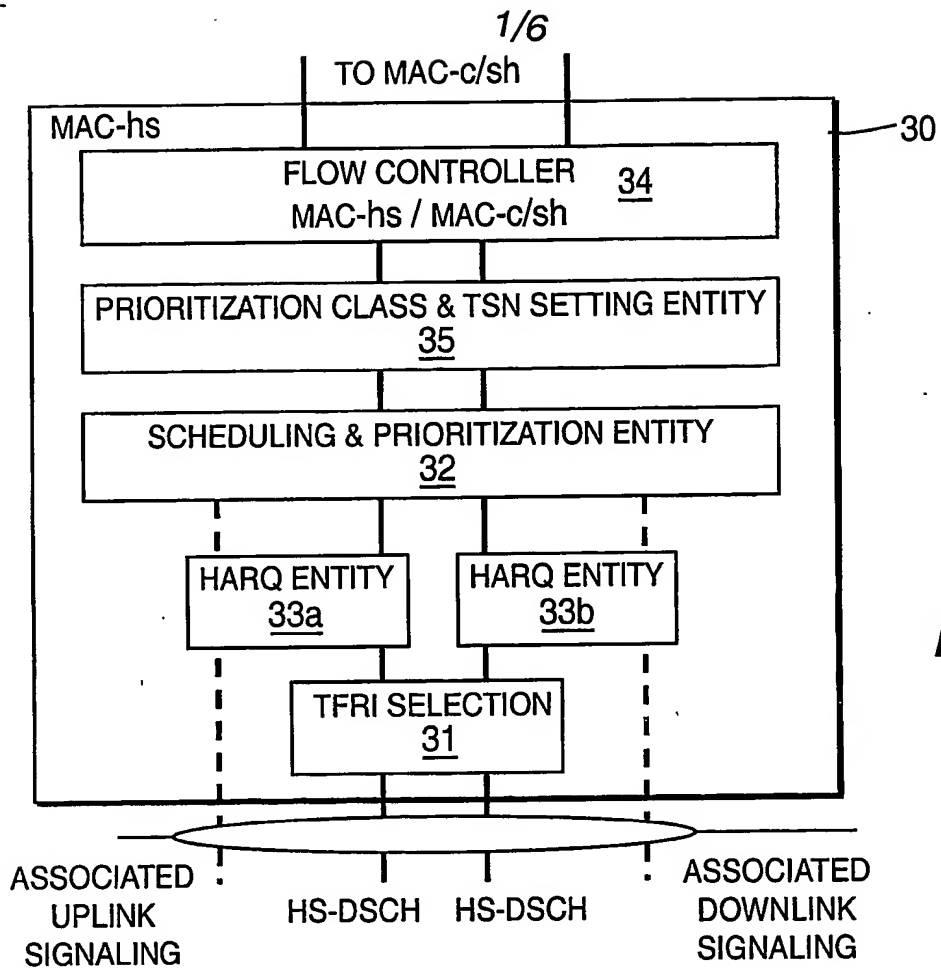 1/6
TO MAC-c/sh
MAC-hs
30
FLOW CONTROLLER
34
MAC-hs / MAC-c/sh
PRIORITIZATION CLASS & TSN SETTING ENTITY
35
SCHEDULING & PRIORITIZATION ENTITY
32
HARQ ENTITY
33a
HARQ ENTITY
33b
TFRI SELECTION
31
ASSOCIATED
UPLINK
SIGNALING
HS-DSCH
HS-DSCH
ASSOCIATED
DOWNLINK
SIGNALING